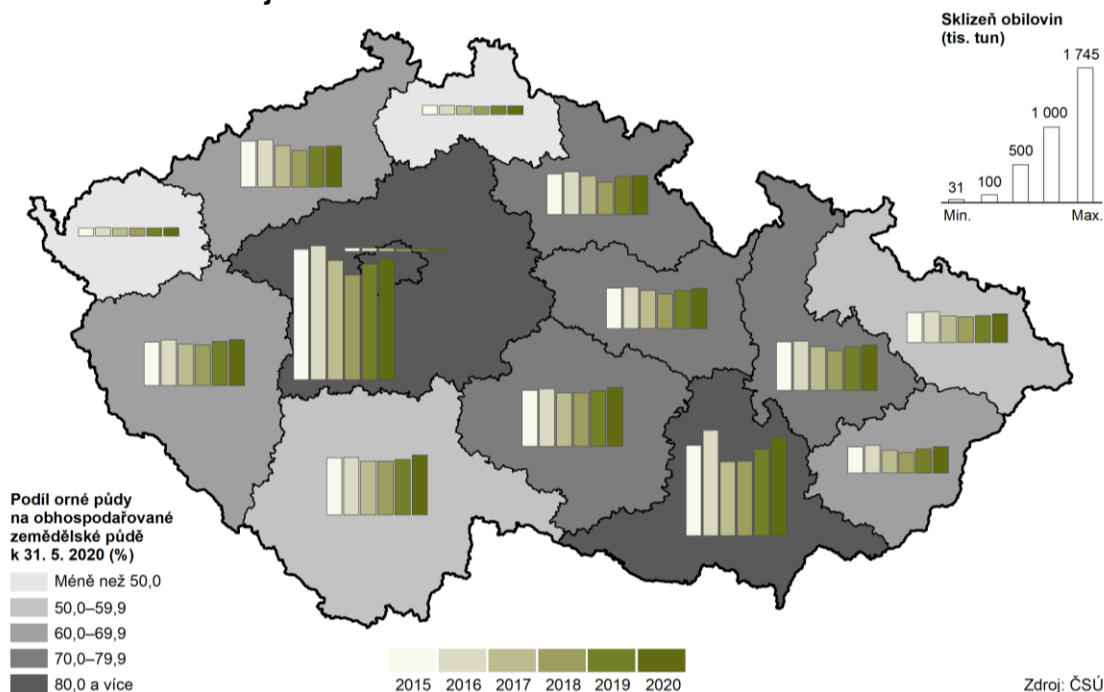 Sklizeň obilovin
(tis. tun)
1 745
1 000
500
100
31
Min.
Max.
Podíl orné půdy
na obhospodařované
zemědělské půdě
k 31. 5. 2020 (%)
Méně než 50,0
50,0–59,9
60,0–69,9
70,0–79,9
80,0 a více
2015 2016 2017 2018 2019 2020
Zdroj: ČSÚ